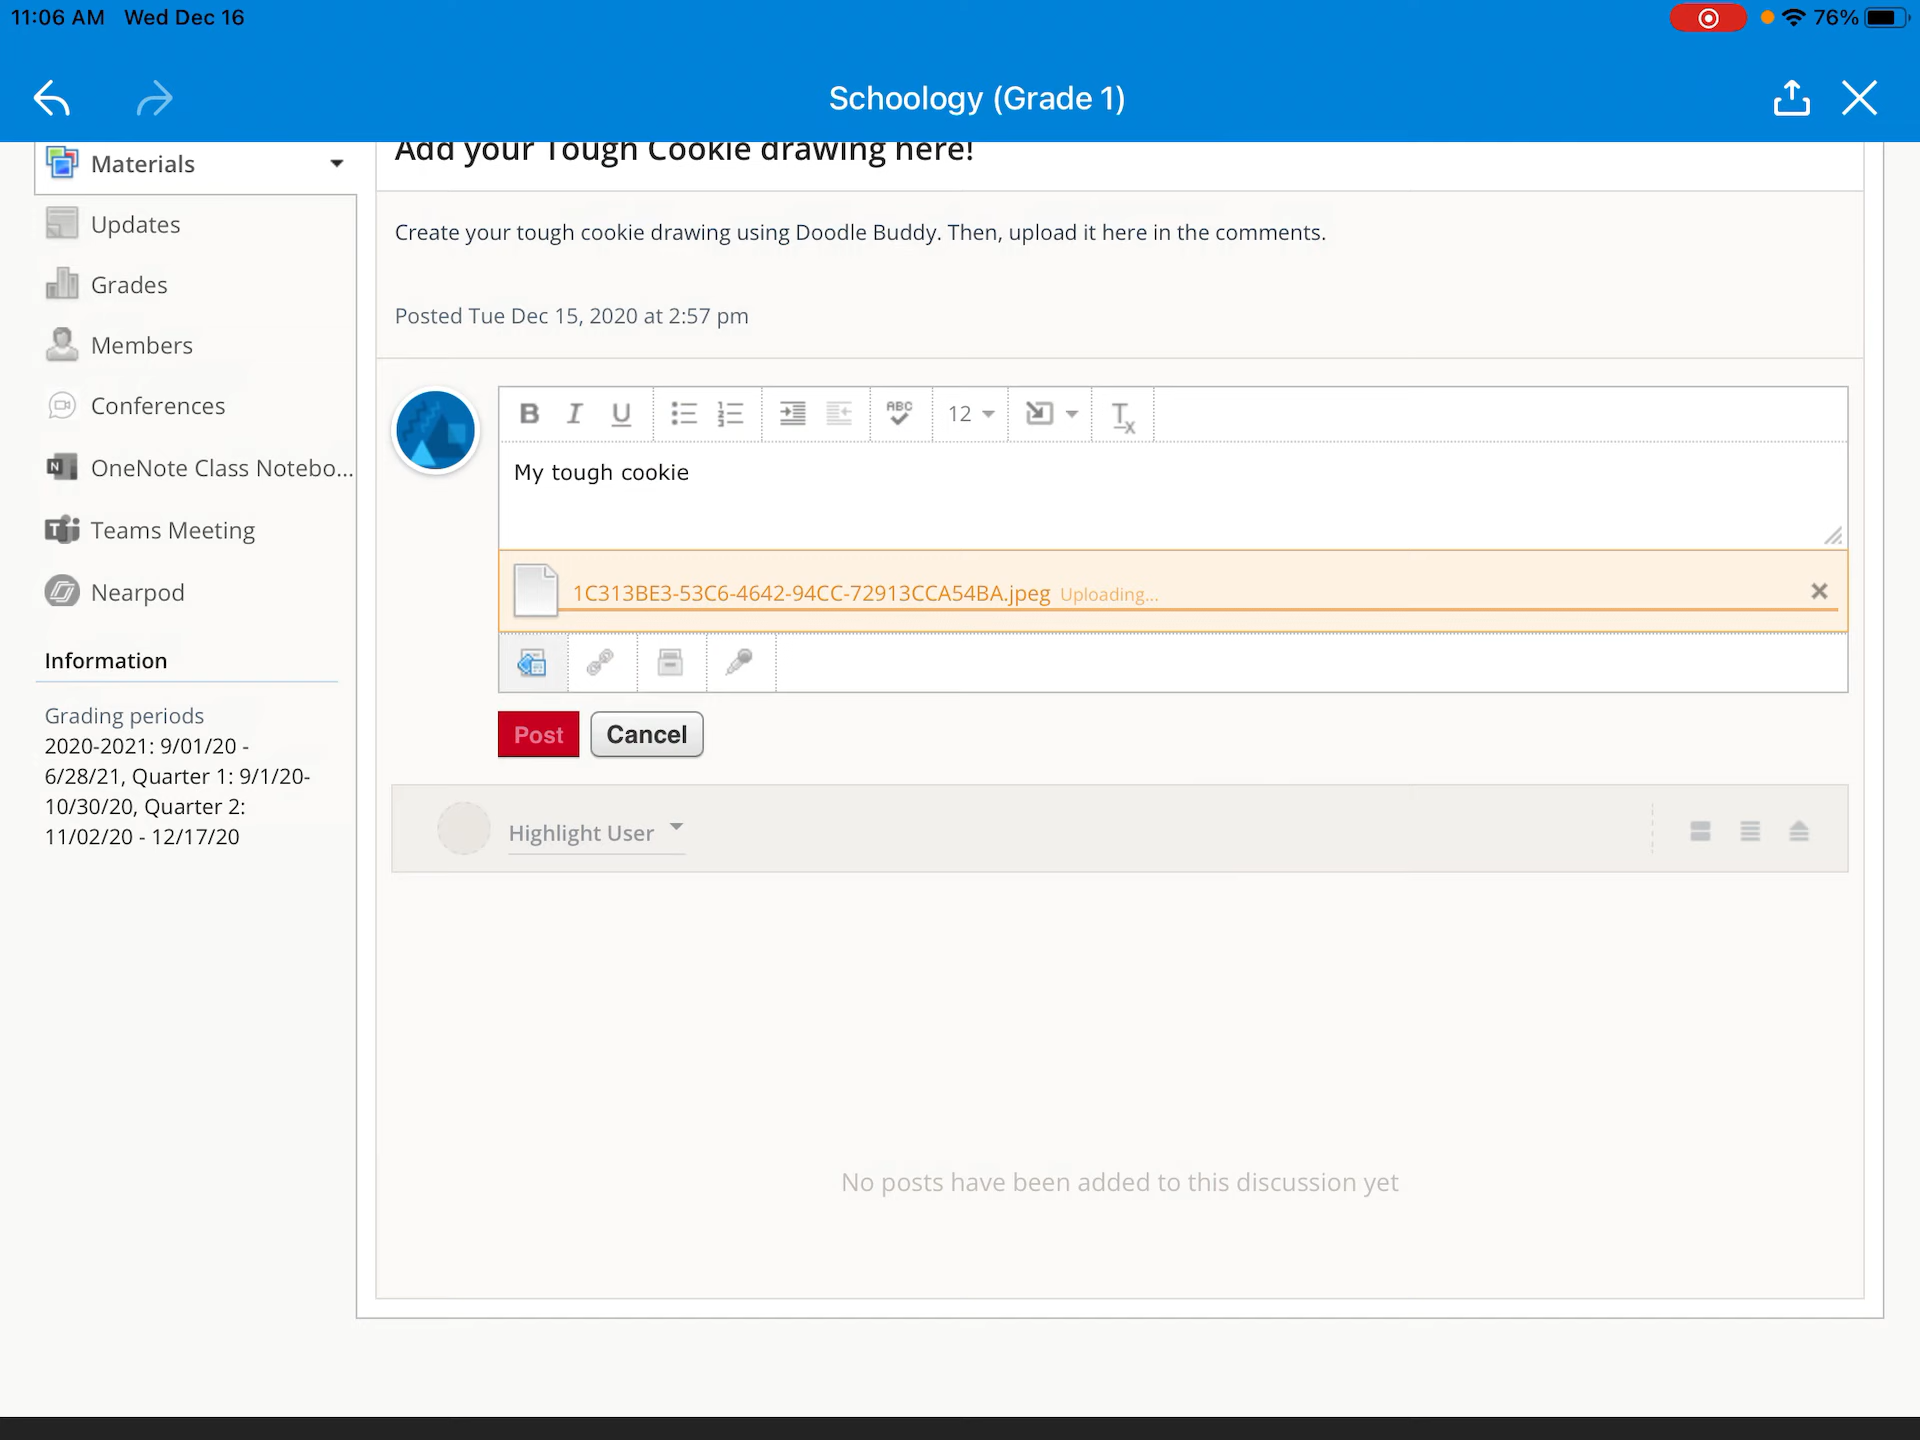 11:06 AM Wed Dec 16
76%
Schoology (Grade 1)
Materials
Updates
Grades
Members
Conferences
OneNote Class Notebo...
Teams Meeting
Nearpod
Information
Grading periods
2020-2021: 9/01/20 -
6/28/21, Quarter 1: 9/1/20-
10/30/20, Quarter 2:
11/02/20 - 12/17/20
Add your Tough Cookie drawing here!
Create your tough cookie drawing using Doodle Buddy. Then, upload it here in the comments.
Posted Tue Dec 15, 2020 at 2:57 pm
B I U ABC 12 Tx
My tough cookie
1C313BE3-53C6-4642-94CC-72913CCA54BA.jpeg Uploading...
Post Cancel
Highlight User
No posts have been added to this discussion yet